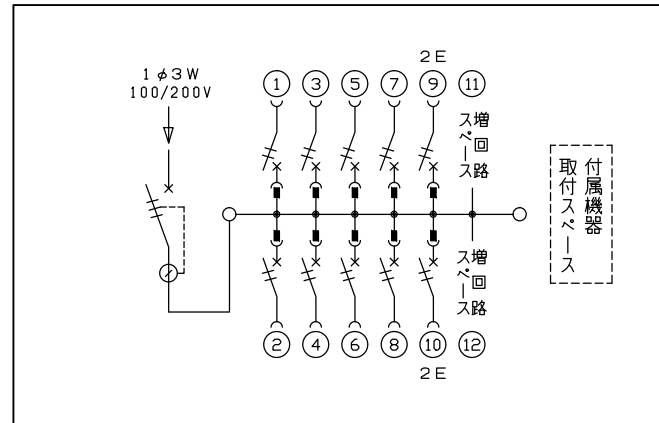 2E
1φ3W
100/200V
① ③ ⑤ ⑦ ⑨ ⑪
増回路
スペース
付属機器
取付スペース
増回路
スペース
② ④ ⑥ ⑧ ⑩ ⑫
2E